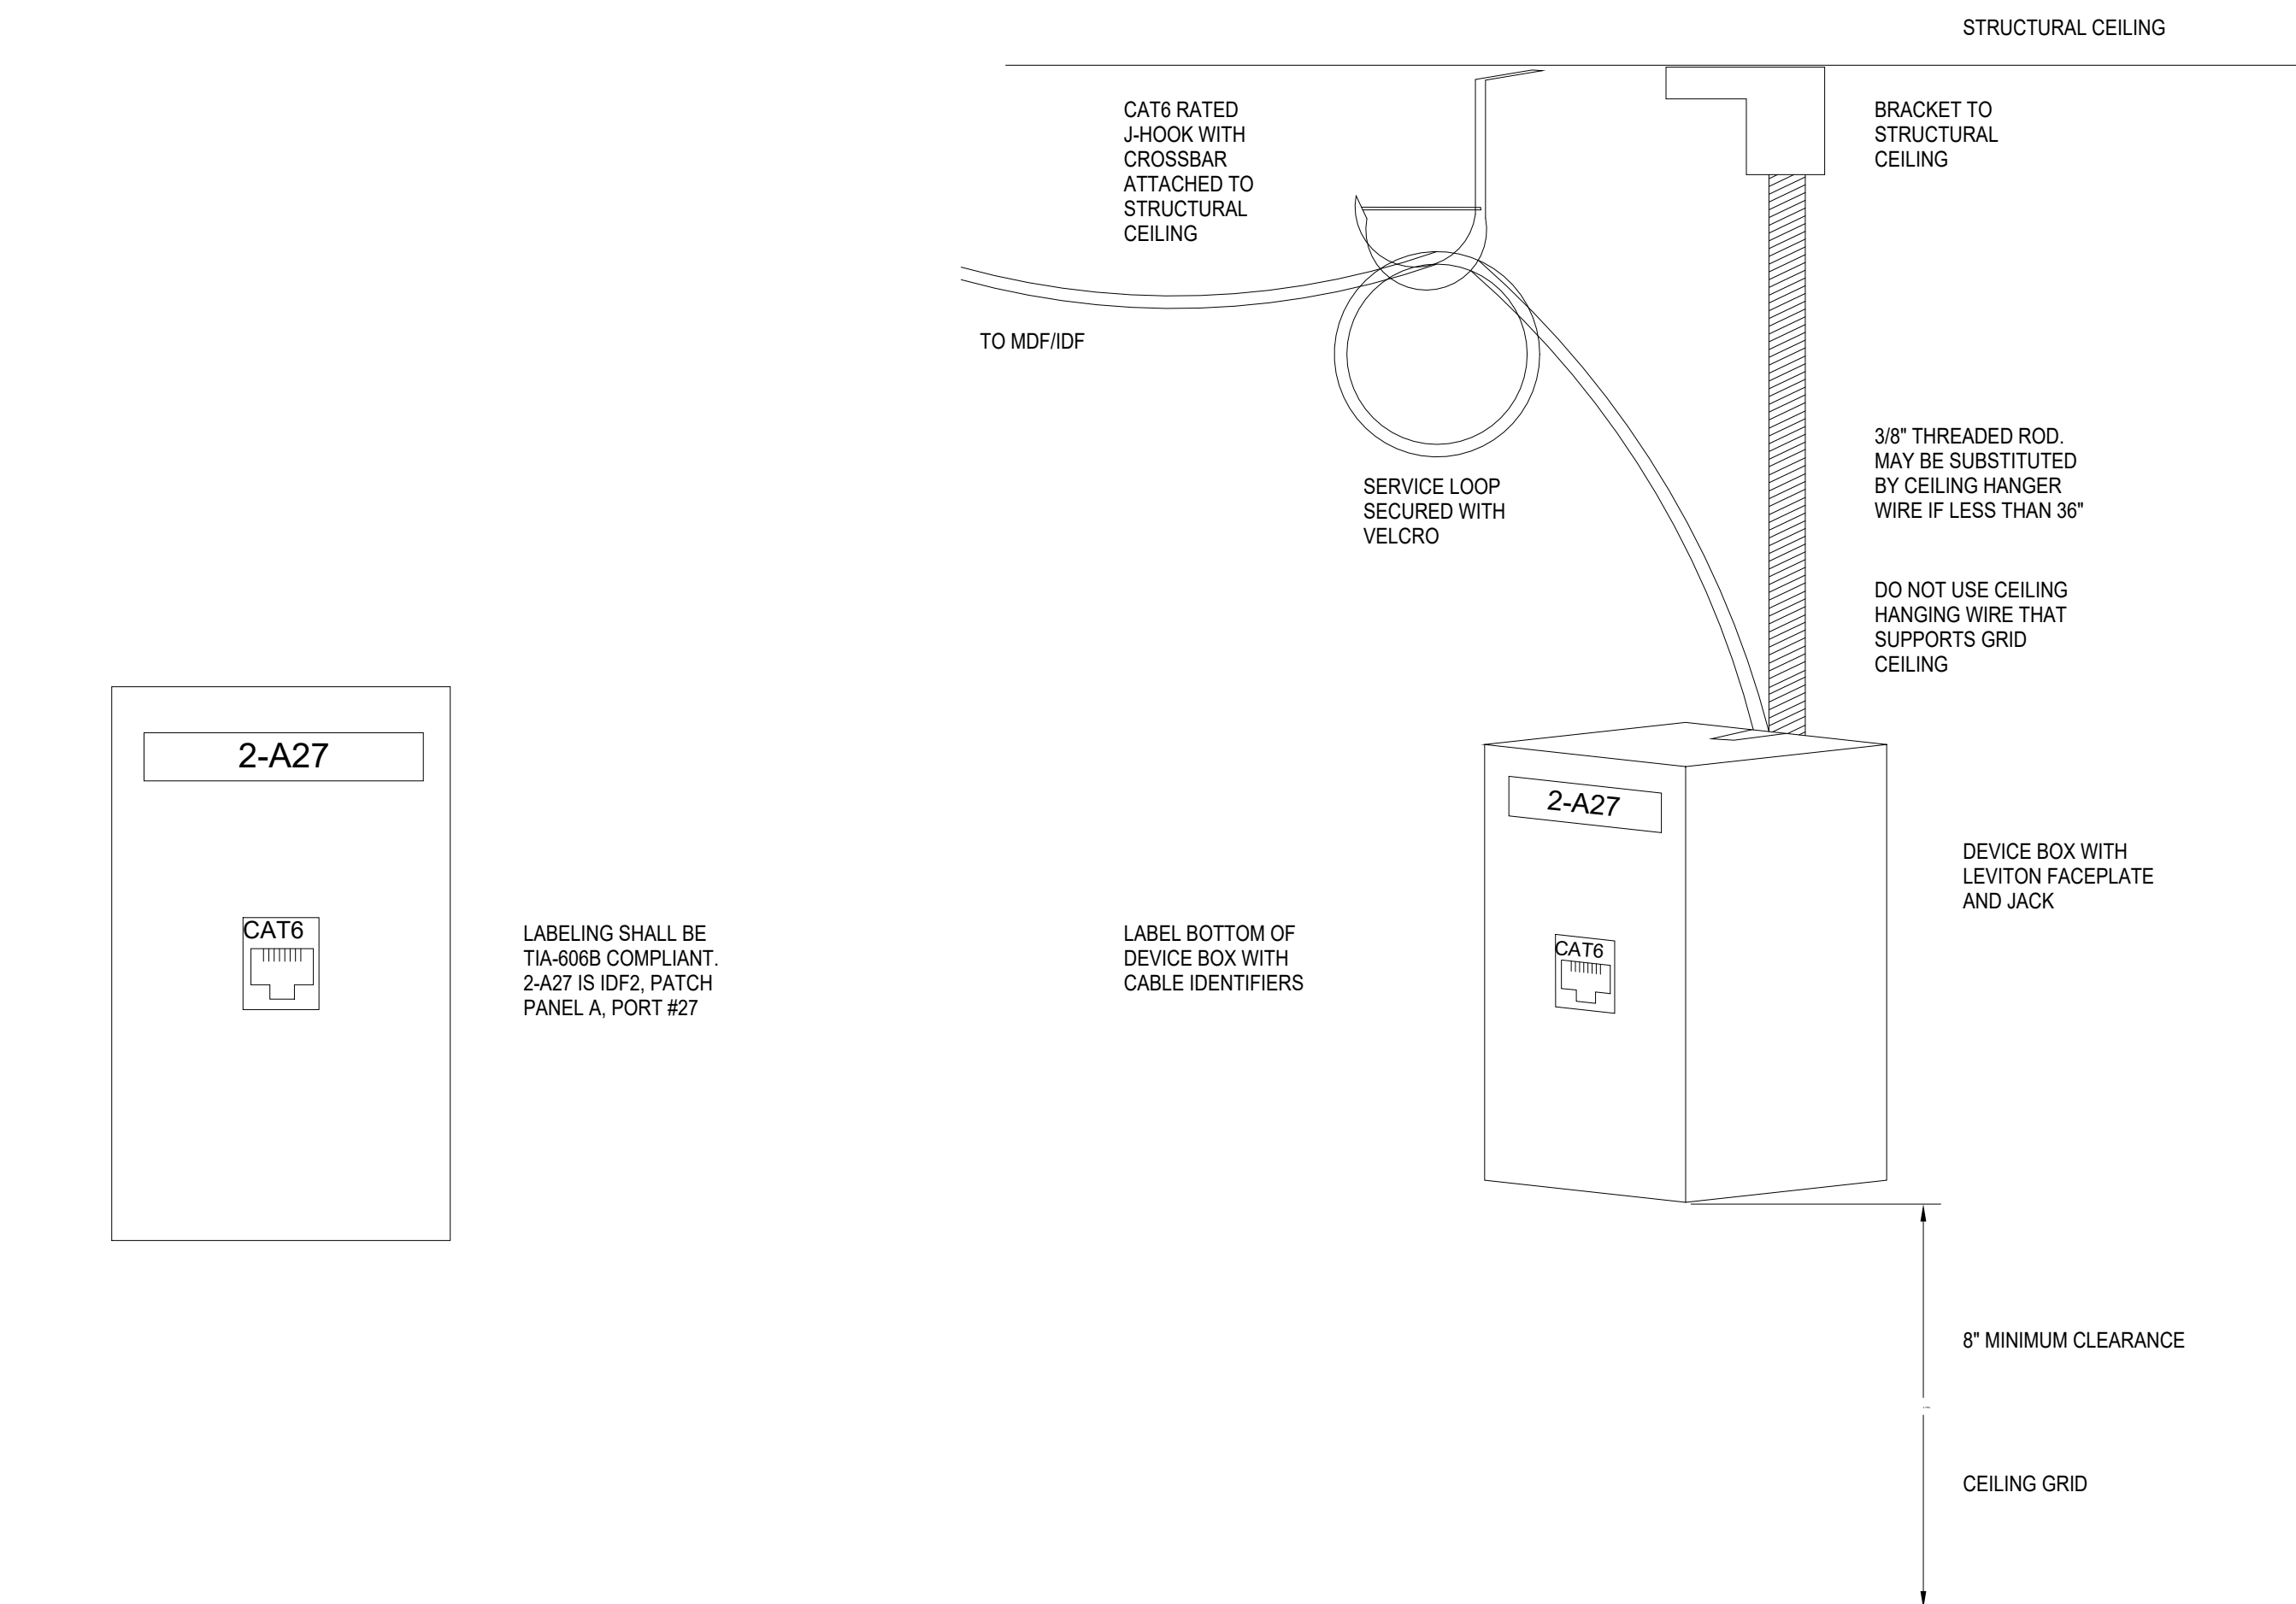 STRUCTURAL CEILING
CAT6 RATED
J-HOOK WITH
CROSSBAR
ATTACHED TO
STRUCTURAL
CEILING
BRACKET TO
STRUCTURAL
CEILING
TO MDF/IDF
3/8" THREADED ROD.
MAY BE SUBSTITUTED
BY CEILING HANGER
WIRE IF LESS THAN 36"
SERVICE LOOP
SECURED WITH
VELCRO
DO NOT USE CEILING
HANGING WIRE THAT
SUPPORTS GRID
CEILING
2-A27
CAT6
LABELING SHALL BE
TIA-606B COMPLIANT.
2-A27 IS IDF2, PATCH
PANEL A, PORT #27
LABEL BOTTOM OF
DEVICE BOX WITH
CABLE IDENTIFIERS
2-A27
CAT6
DEVICE BOX WITH
LEVITON FACEPLATE
AND JACK
8" MINIMUM CLEARANCE
CEILING GRID